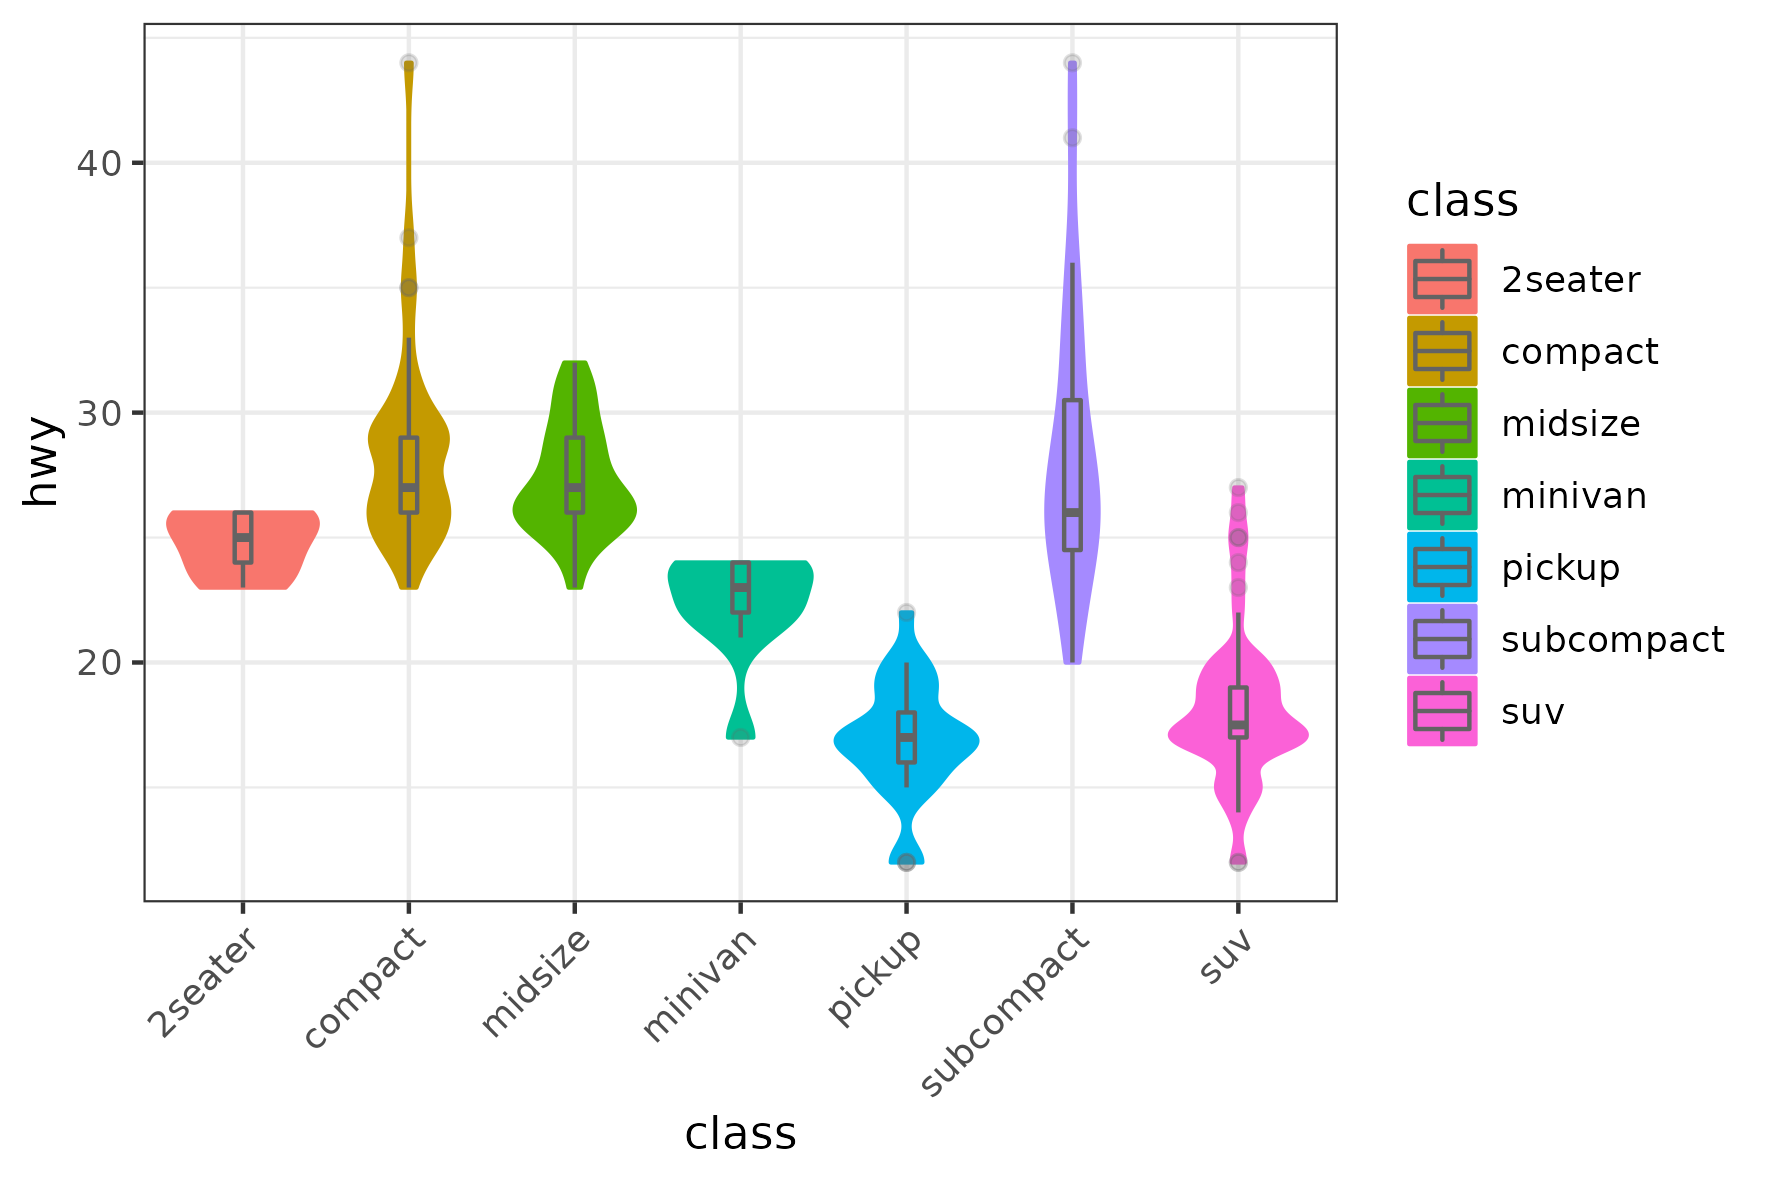 hwy
40
30
20
2seater
compact
midsize
minivan
pickup
subcompact
suv
class
class
2seater
compact
midsize
minivan
pickup
subcompact
suv